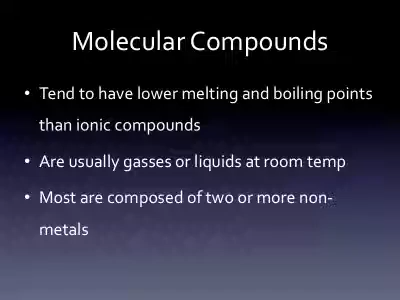 Molecular Compounds
• Tend to have lower melting and boiling points
than ionic compounds
• Are usually gasses or liquids at room temp
• Most are composed of two or more non-
metals